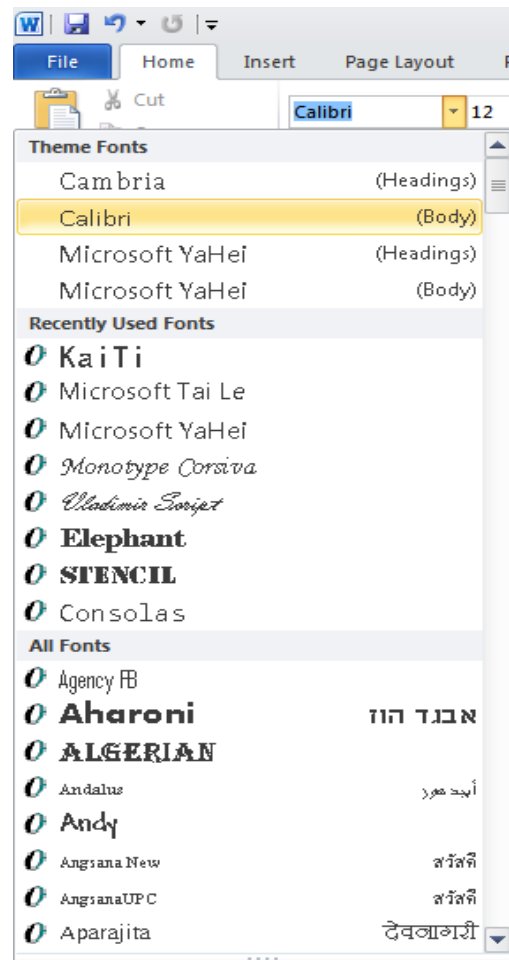 File Home Insert Page Layout
Cut
Calibri 12
Theme Fonts
Cambria (Headings)
Calibri (Body)
Microsoft YaHei (Headings)
Microsoft YaHei (Body)
Recently Used Fonts
KaiTi
Microsoft Tai Le
Microsoft YaHei
Monotype Corsiva
Vladimir Script
Elephant
STENCIL
Consolas
All Fonts
Agency FB
Aharoni אבגד הוז
ALGERIAN
Andalus أبجد هوز
Andy
Angsana New สวัสดี
AngsanaUPC สวัสดี
Aparajita देवनागरी